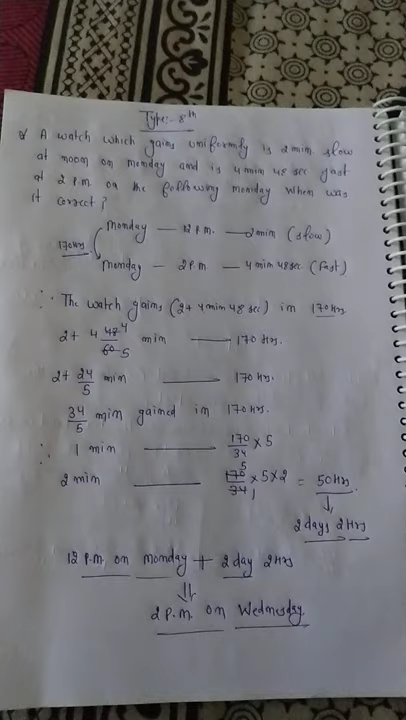 Type:- 8th
Q A watch which gains uniformly is 2 min slow
at noon on monday and is 4 min 48 sec fast
at 2 P.M. on the following monday when was
it correct?
Monday — 12 P.M. — 2 min (slow)
170 Hrs.
Monday — 2 P.M — 4 min 48 sec. (fast)
∴ The watch gains (2 + 4 min 48 sec) in 170 Hrs.
2 + 4 48/60 4/5 min — 170 Hrs.
2 + 24/5 min — 170 Hrs.
34/5 min gained in 170 Hrs.
∴ 1 min — 170/34 × 5
2 min — 170/34 5/1 × 5 × 2 = 50 Hrs.
↓
2 days 2 Hrs
12 P.M. on monday + 2 day 2 Hrs
⇓
2 P.M. on Wednesday.